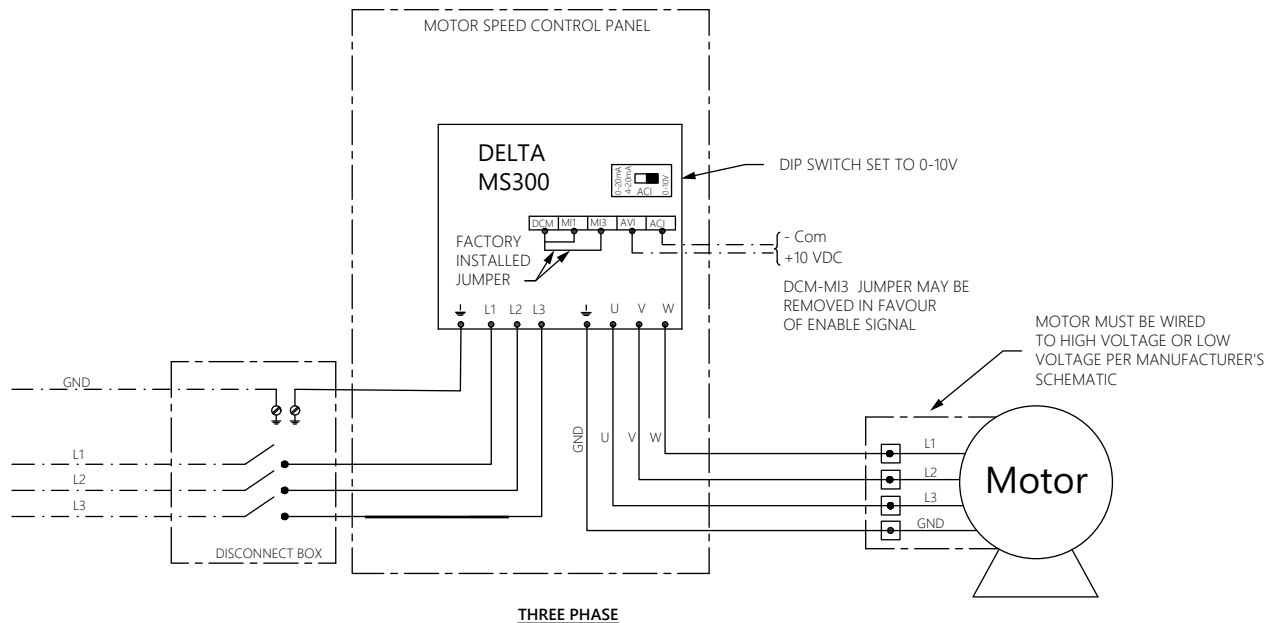 MOTOR SPEED CONTROL PANEL
DELTA
MS300
0-20mA
4-20mA
ACI
0-10V
DIP SWITCH SET TO 0-10V
DCM MI1 MI3 AVI ACI
FACTORY
INSTALLED
JUMPER
- Com
+10 VDC
DCM-MI3 JUMPER MAY BE
REMOVED IN FAVOUR
OF ENABLE SIGNAL
L1 L2 L3 U V W
MOTOR MUST BE WIRED
TO HIGH VOLTAGE OR LOW
VOLTAGE PER MANUFACTURER'S
SCHEMATIC
GND
L1
L2
L3
DISCONNECT BOX
GND
U
V
W
L1
L2
L3
GND
Motor
THREE PHASE